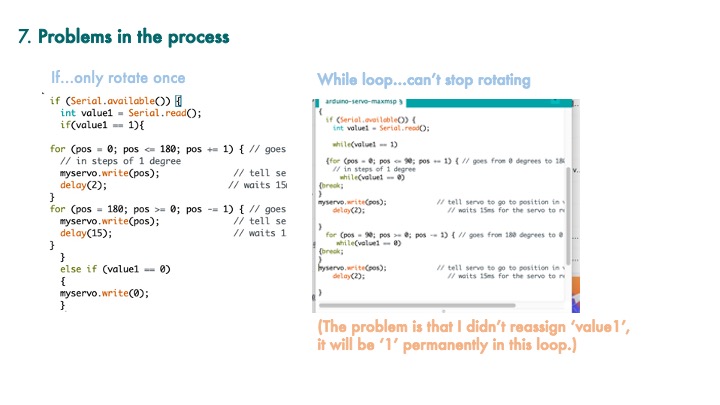 7. Problems in the process
If...only rotate once
if (Serial.available()) {
int value1 = Serial.read();
if(value1 == 1){
for (pos = 0; pos <= 180; pos += 1) { // goes
// in steps of 1 degree
myservo.write(pos); // tell se
delay(2); // waits 15
}
for (pos = 180; pos >= 0; pos -= 1) { // goes
myservo.write(pos); // tell se
delay(15); // waits 1
}
}
else if (value1 == 0)
{
myservo.write(0);
}
While loop...can't stop rotating
arduino-servo-maxmsp §
{
if (Serial.available()) {
int value1 = Serial.read();
while(value1 == 1)
{for (pos = 0; pos <= 90; pos += 1) { // goes from 0 degrees to 180
// in steps of 1 degree
while(value1 == 0)
{break;
}
myservo.write(pos); // tell servo to go to position in
delay(2); // waits 15ms for the servo to
}
for (pos = 90; pos >= 0; pos -= 1) { // goes from 180 degrees to 0
while(value1 == 0)
{break;
}
myservo.write(pos); // tell servo to go to position in
delay(2); // waits 15ms for the servo to
}
(The problem is that I didn't reassign 'value1',
it will be '1' permanently in this loop.)